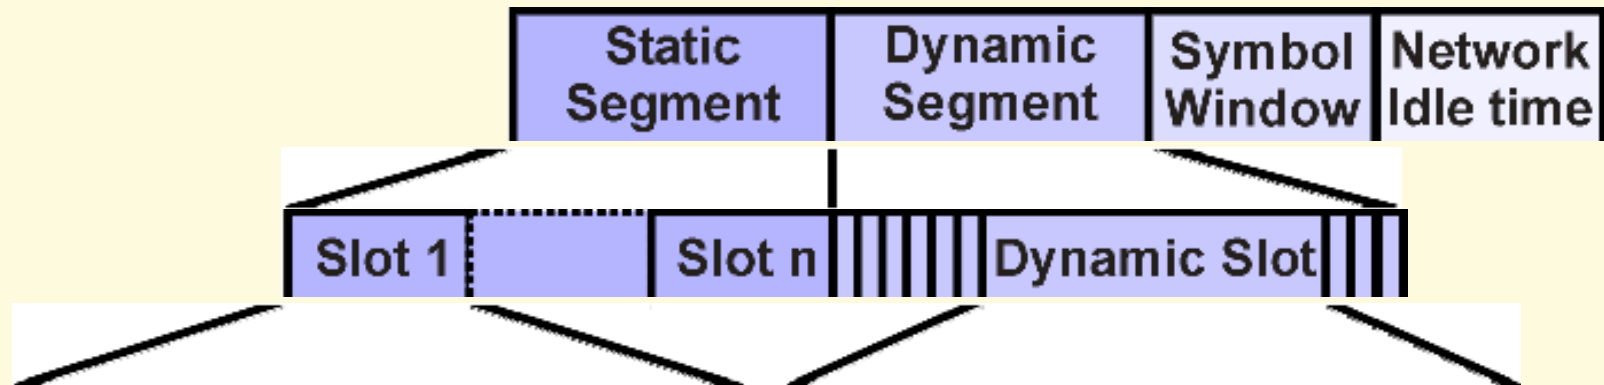 Static
Segment
Dynamic
Segment
Symbol
Window
Network
Idle time
Slot 1
Slot n
Dynamic Slot